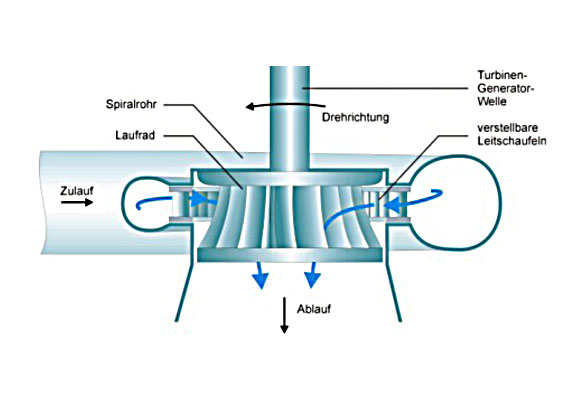 Turbinen-
Generator-
Welle
Spiralrohr
Drehrichtung
Laufrad
verstellbare
Leitschaufeln
Zulauf
Ablauf